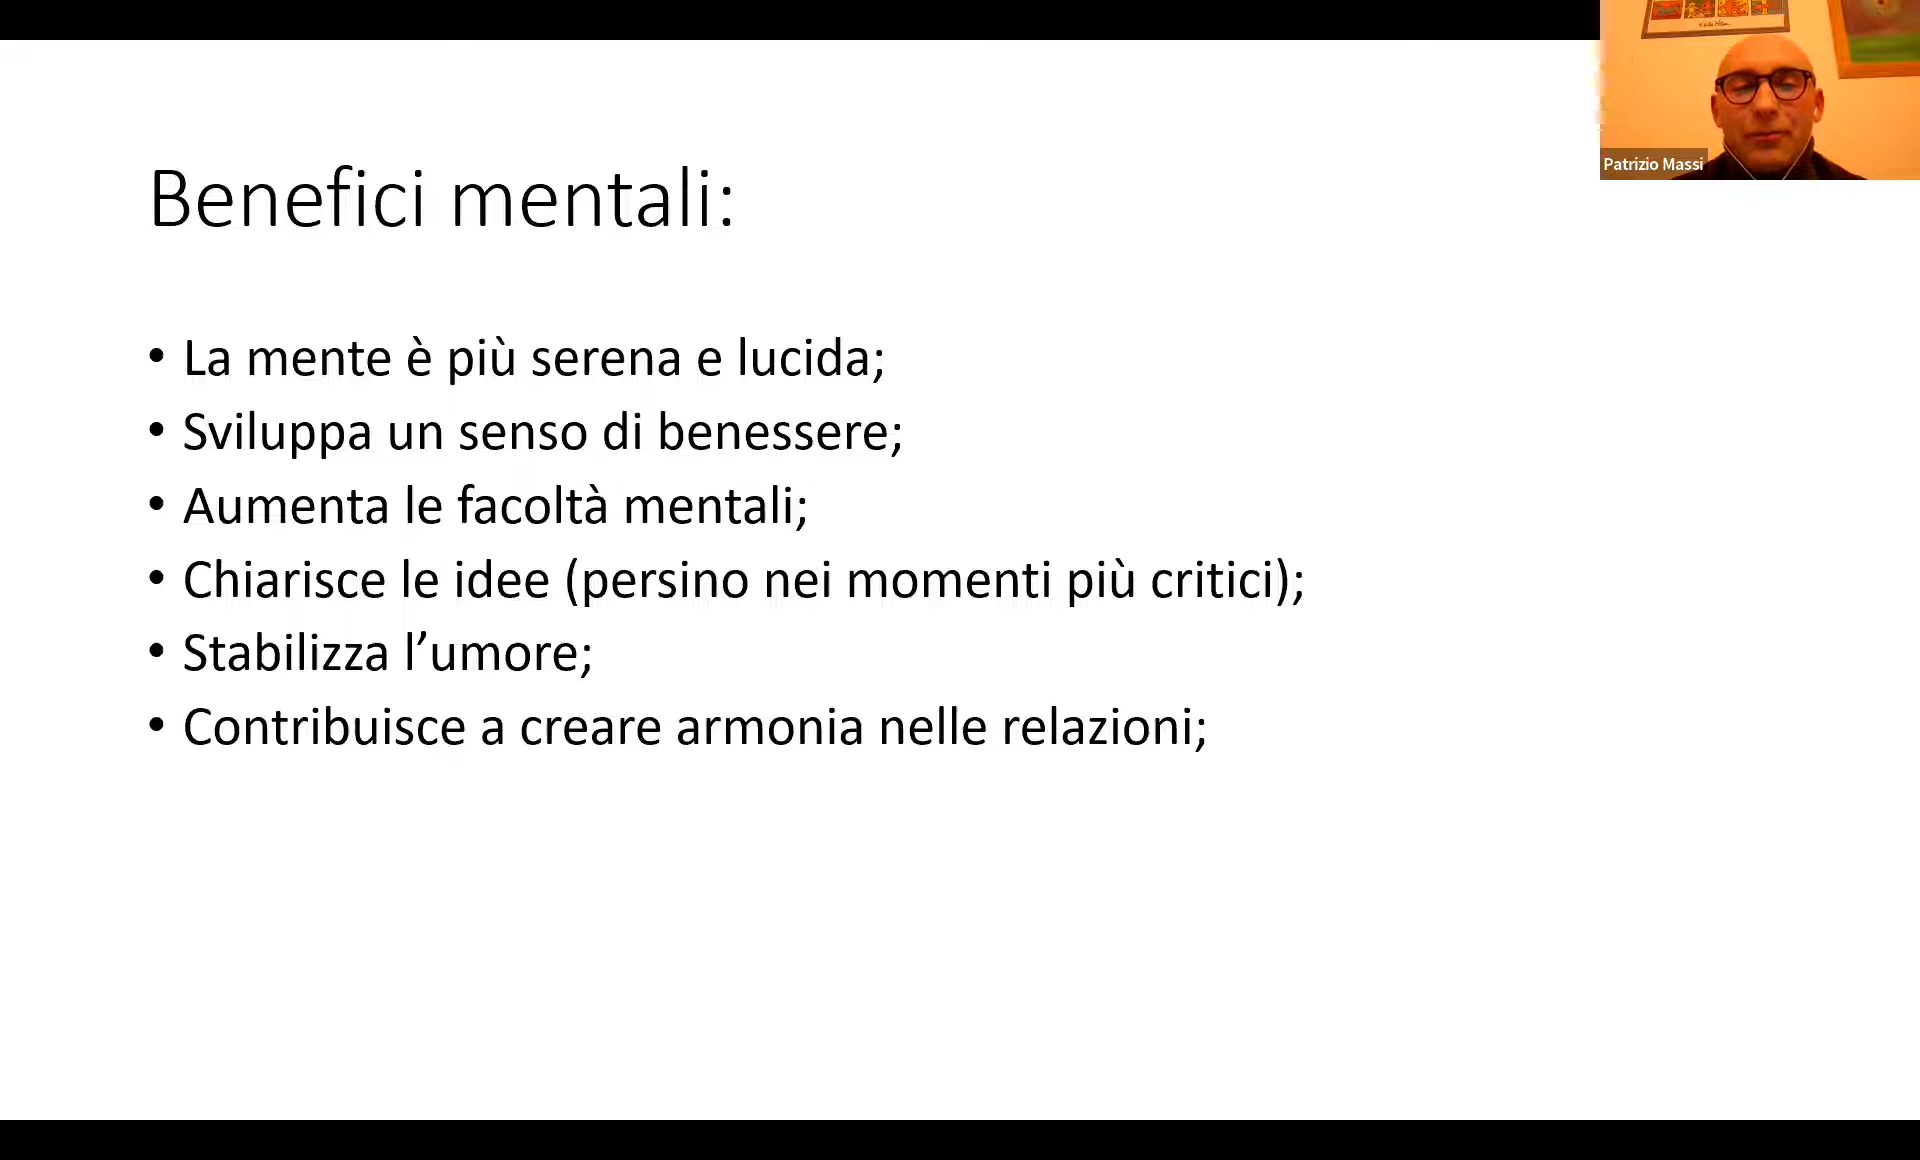 Benefici mentali:
• La mente è più serena e lucida;
• Sviluppa un senso di benessere;
• Aumenta le facoltà mentali;
• Chiarisce le idee (persino nei momenti più critici);
• Stabilizza l’umore;
• Contribuisce a creare armonia nelle relazioni;
Patrizio Massi